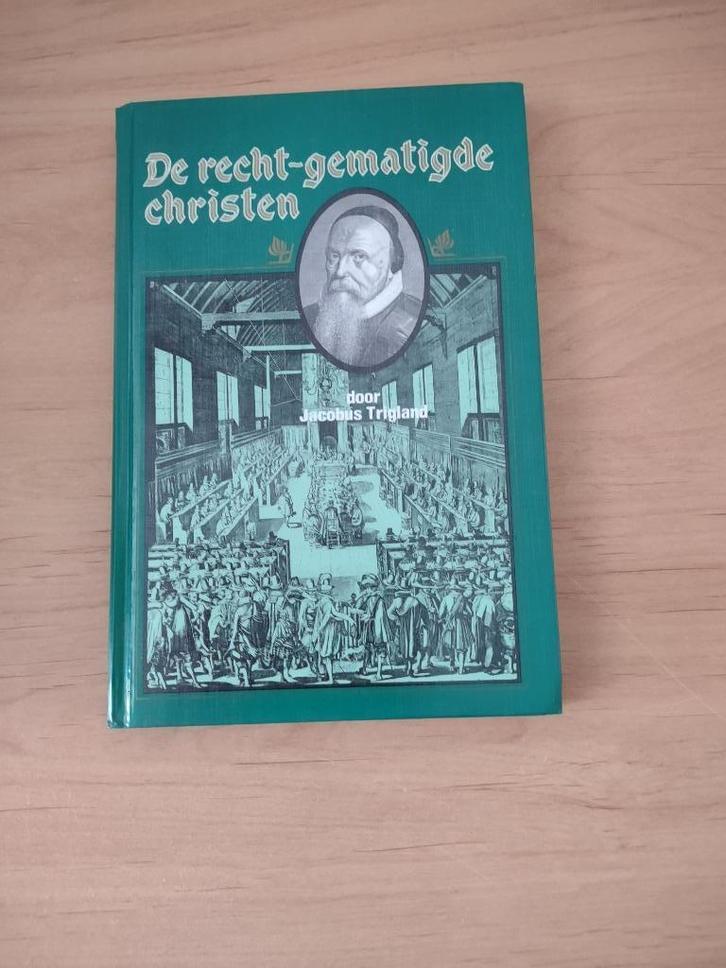 De recht-gematigde
christen
door
Jacobus Trigland